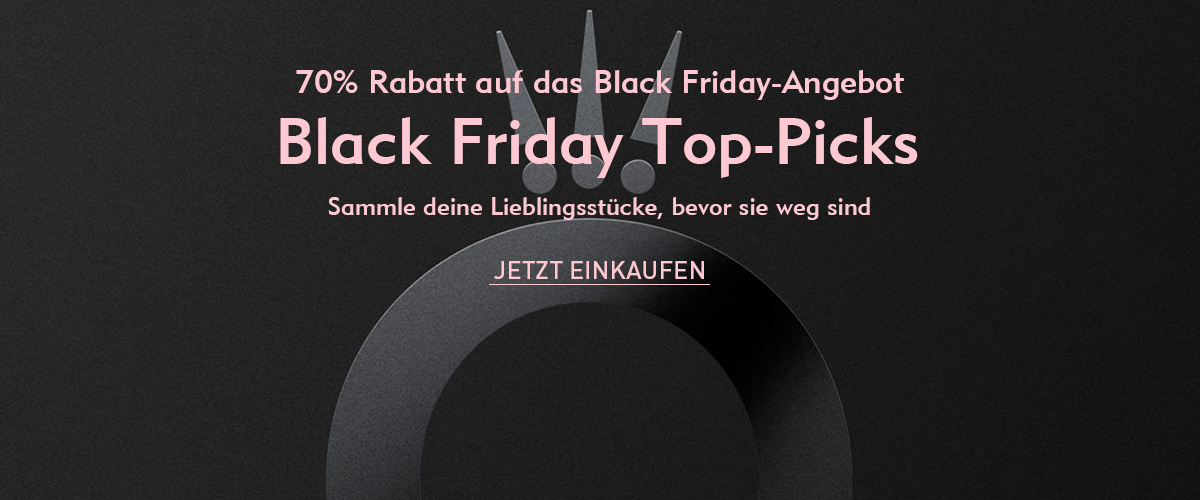 70% Rabatt auf das Black Friday-Angebot
Black Friday Top-Picks
Sammle deine Lieblingsstücke, bevor sie weg sind
JETZT EINKAUFEN